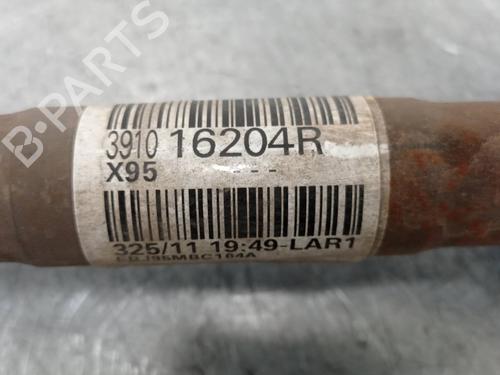 B-PARTS
3910 16204R
X95 ---
325/11 19:49-LAR1